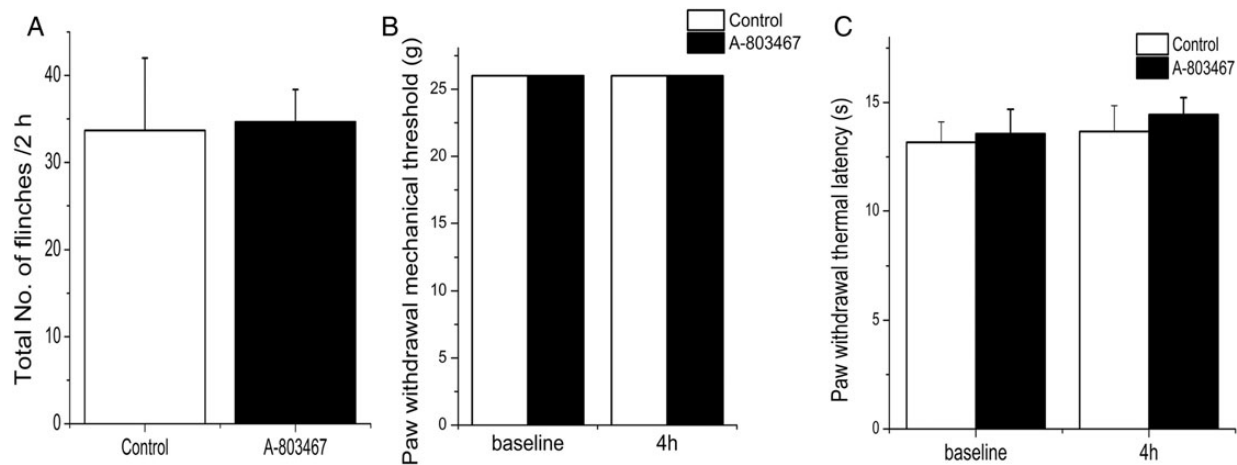 A
Total No. of flinches /2 h
40
30
20
10
0
Control
A-803467
B
Control
A-803467
Paw withdrawal mechanical threshold (g)
25
20
15
10
5
0
baseline
4h
C
Control
A-803467
Paw withdrawal thermal latency (s)
15
10
5
0
baseline
4h